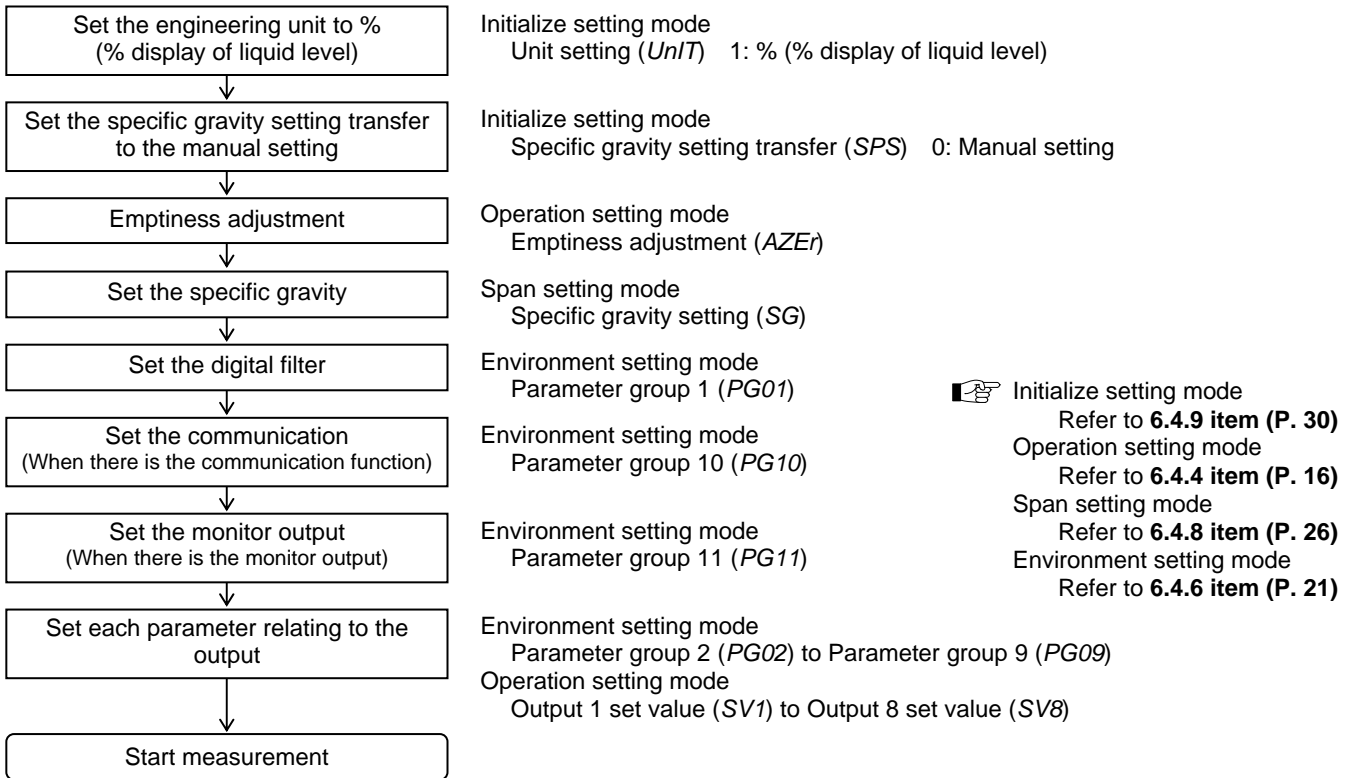 Set the engineering unit to %
(% display of liquid level)
Initialize setting mode
Unit setting (UnIT) 1: % (% display of liquid level)
Set the specific gravity setting transfer
to the manual setting
Initialize setting mode
Specific gravity setting transfer (SPS) 0: Manual setting
Emptiness adjustment
Operation setting mode
Emptiness adjustment (AZEr)
Set the specific gravity
Span setting mode
Specific gravity setting (SG)
Set the digital filter
Environment setting mode
Parameter group 1 (PG01)
Set the communication
(When there is the communication function)
Environment setting mode
Parameter group 10 (PG10)
Set the monitor output
(When there is the monitor output)
Environment setting mode
Parameter group 11 (PG11)
Initialize setting mode
Refer to 6.4.9 item (P. 30)
Operation setting mode
Refer to 6.4.4 item (P. 16)
Span setting mode
Refer to 6.4.8 item (P. 26)
Environment setting mode
Refer to 6.4.6 item (P. 21)
Set each parameter relating to the
output
Environment setting mode
Parameter group 2 (PG02) to Parameter group 9 (PG09)
Operation setting mode
Output 1 set value (SV1) to Output 8 set value (SV8)
Start measurement